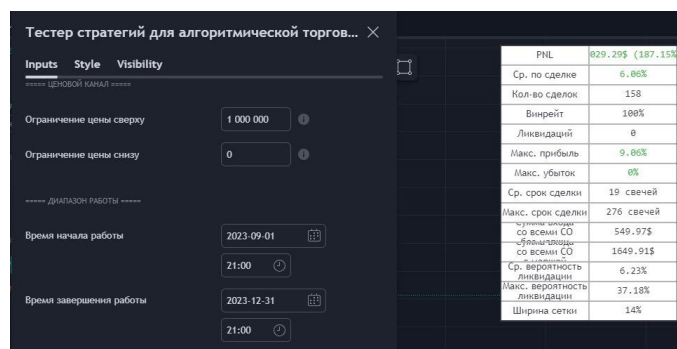 Тестер стратегий для алгоритмической торгов...
Inputs Style Visibility
===== ЦЕНОВОЙ КАНАЛ =====
Ограничение цены сверху 1 000 000
Ограничение цены снизу 0
===== ДИАПАЗОН РАБОТЫ =====
Время начала работы 2023-09-01
21:00
Время завершения работы 2023-12-31
21:00
PNL 029.29$ (187.15%
Ср. по сделке 6.06%
Кол-во сделок 158
Винрейт 100%
Ликвидаций 0
Макс. прибыль 9.06%
Макс. убыток 0%
Ср. срок сделки 19 свечей
Макс. срок сделки 276 свечей
со всеми СО 549.97$
со всеми СО 1649.91$
Ср. вероятность
ликвидации 6.23%
Макс. вероятность
ликвидации 37.18%
Ширина сетки 14%